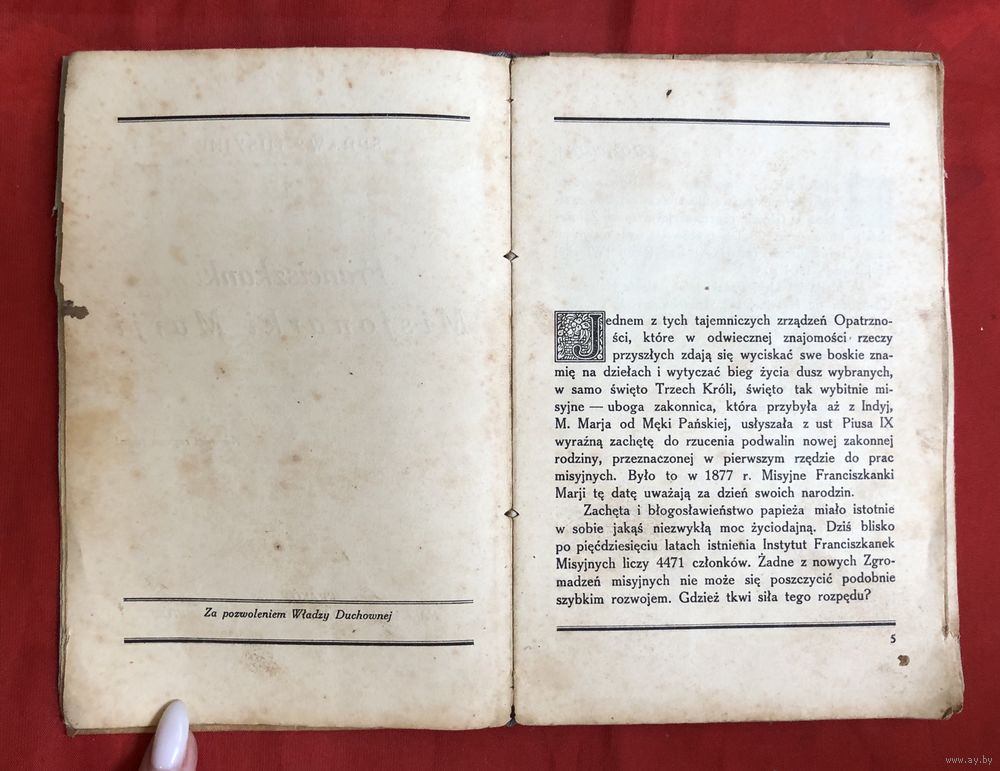 Za pozwoleniem Władzy Duchownej
Jednem z tych tajemniczych zrządzeń Opatrzno-
ści, które w odwiecznej znajomości rzeczy
przyszłych zdają się wyciskać swe boskie zna-
mię na dziełach i wytyczać bieg życia dusz wybranych,
w samo święto Trzech Króli, święto tak wybitnie mi-
syjne — uboga zakonnica, która przybyła aż z Indyj,
M. Marja od Męki Pańskiej, usłyszała z ust Piusa IX
wyraźną zachętę do rzucenia podwalin nowej zakonnej
rodziny, przeznaczonej w pierwszym rzędzie do prac
misyjnych. Było to w 1877 r. Misyjne Franciszkanki
Marji tę datę uważają za dzień swoich narodzin.
Zachęta i błogosławieństwo papieża miało istotnie
w sobie jakąś niezwykłą moc życiodajną. Dziś blisko
po pięćdziesięciu latach istnienia Instytut Franciszkanek
Misyjnych liczy 4471 członków. Żadne z nowych Zgro-
madzeń misyjnych nie może się poszczycić podobnie
szybkim rozwojem. Gdzież tkwi siła tego rozpędu?
5
www.ay.by